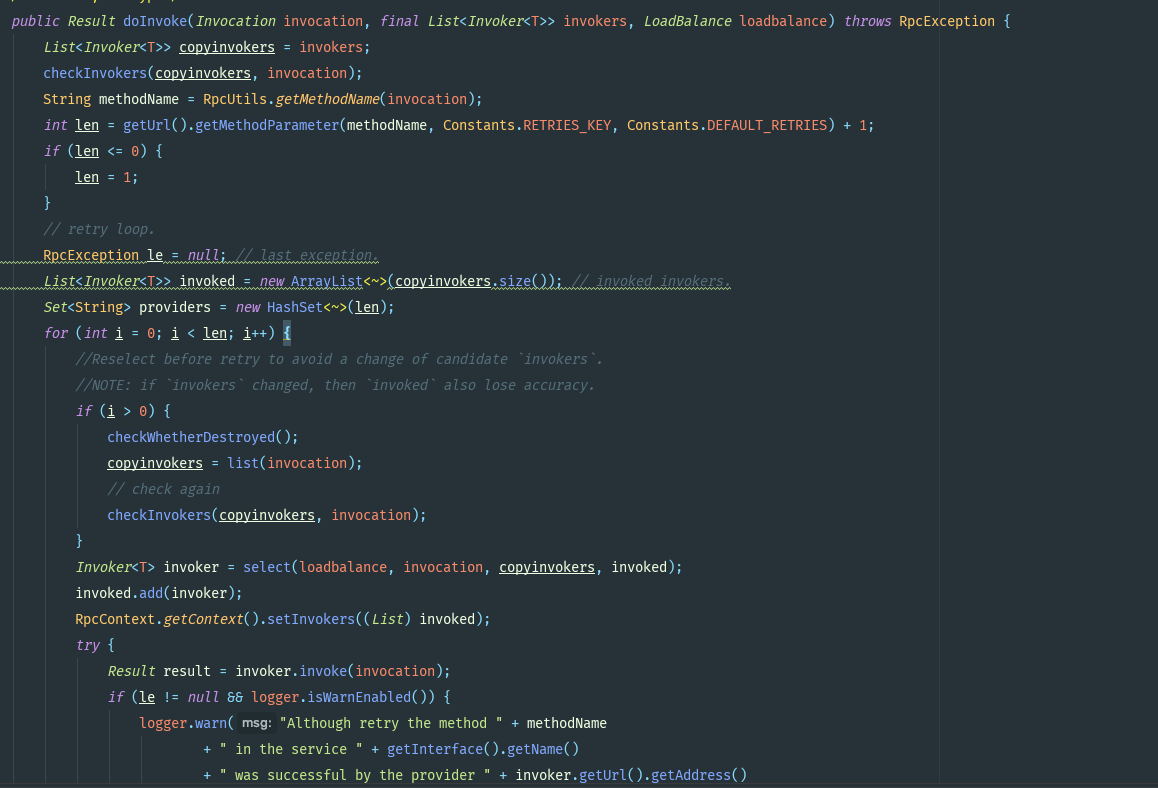 public Result doInvoke(Invocation invocation, final List<Invoker<T>> invokers, LoadBalance loadbalance) throws RpcException {
    List<Invoker<T>> copyinvokers = invokers;
    checkInvokers(copyinvokers, invocation);
    String methodName = RpcUtils.getMethodName(invocation);
    int len = getUrl().getMethodParameter(methodName, Constants.RETRIES_KEY, Constants.DEFAULT_RETRIES) + 1;
    if (len <= 0) {
        len = 1;
    }
    // retry loop.
    RpcException le = null; // last exception.
    List<Invoker<T>> invoked = new ArrayList<~>(copyinvokers.size()); // invoked invokers.
    Set<String> providers = new HashSet<~>(len);
    for (int i = 0; i < len; i++) {
        //Reselect before retry to avoid a change of candidate `invokers`.
        //NOTE: if `invokers` changed, then `invoked` also lose accuracy.
        if (i > 0) {
            checkWhetherDestroyed();
            copyinvokers = list(invocation);
            // check again
            checkInvokers(copyinvokers, invocation);
        }
        Invoker<T> invoker = select(loadbalance, invocation, copyinvokers, invoked);
        invoked.add(invoker);
        RpcContext.getContext().setInvokers((List) invoked);
        try {
            Result result = invoker.invoke(invocation);
            if (le != null && logger.isWarnEnabled()) {
                logger.warn( msg: "Although retry the method " + methodName
                        + " in the service " + getInterface().getName()
                        + " was successful by the provider " + invoker.getUrl().getAddress()